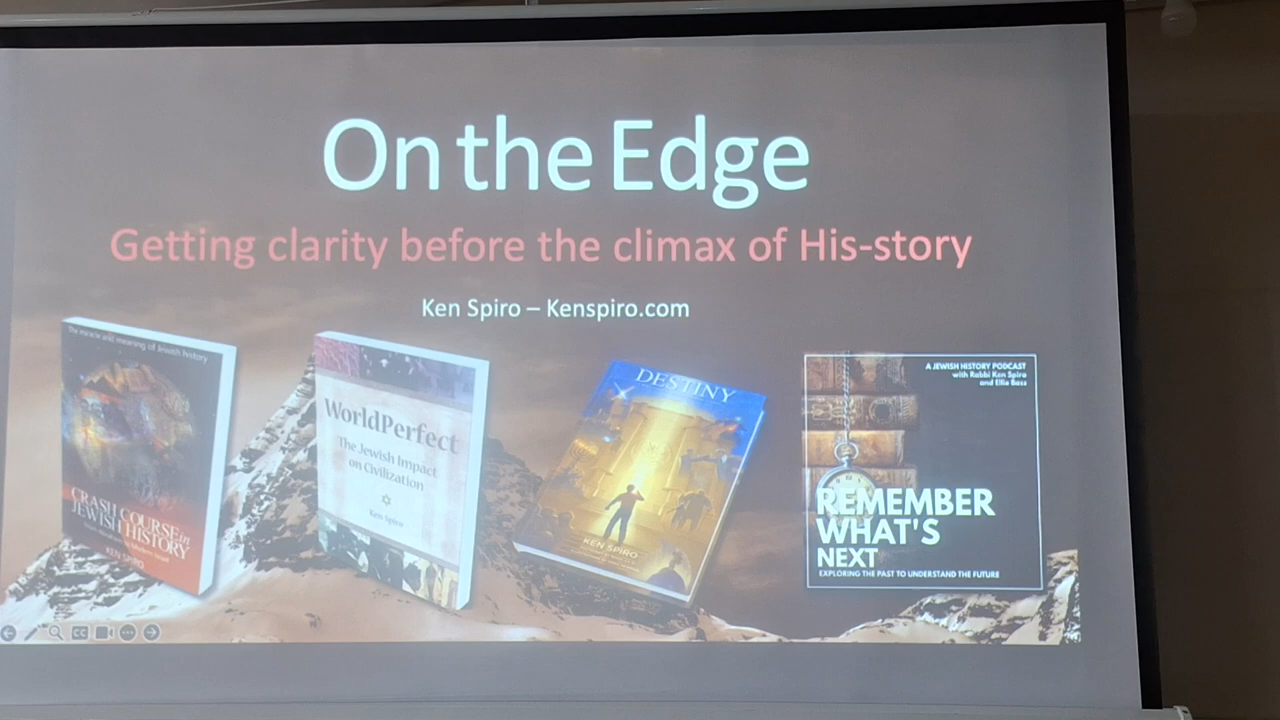 On the Edge
Getting clarity before the climax of His-story
Ken Spiro – Kenspiro.com
The miracle and meaning of Jewish history
CRASH COURSE in
JEWISH HISTORY
KEN SPIRO
WorldPerfect
The Jewish Impact
on Civilization
Ken Spiro
DESTINY
KEN SPIRO
A JEWISH HISTORY PODCAST
with Rabbi Ken Spiro
and Ellie Bass
REMEMBER
WHAT'S
NEXT
EXPLORING THE PAST TO UNDERSTAND THE FUTURE
CC